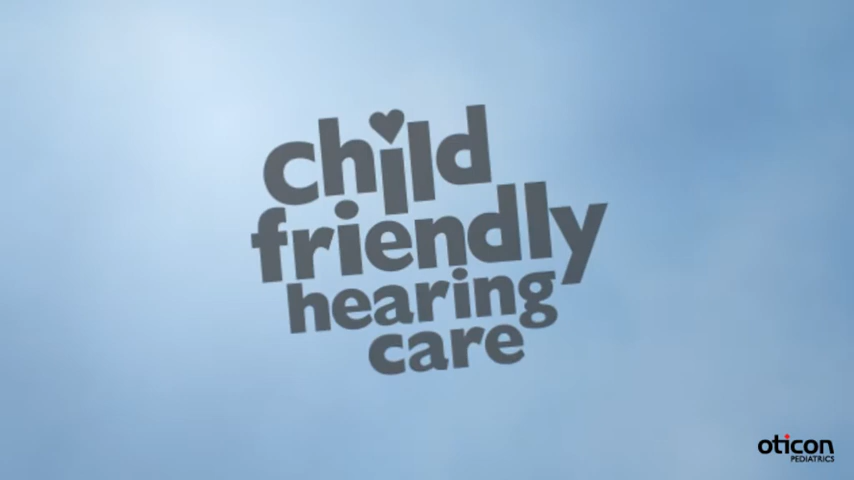 child
friendly
hearing
care
oticon
PEDIATRICS